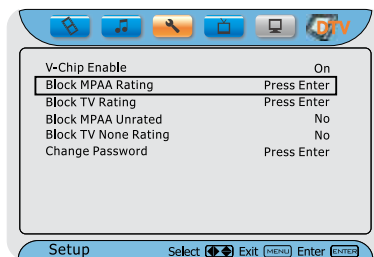 DTV
V-Chip Enable On
Block MPAA Rating Press Enter
Block TV Rating Press Enter
Block MPAA Unrated No
Block TV None Rating No
Change Password Press Enter
Setup Select Exit MENU Enter ENTER